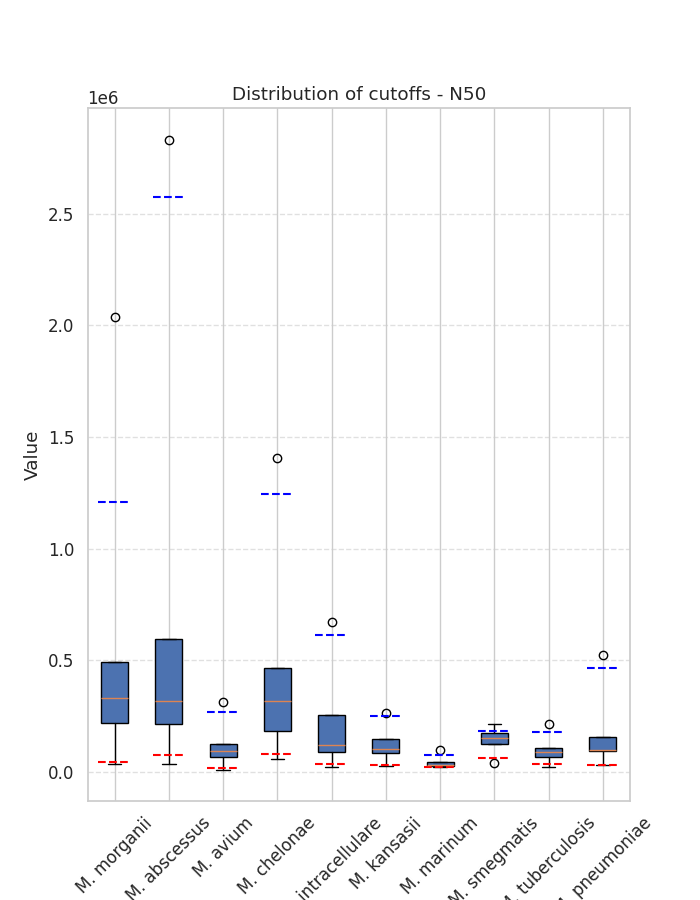 Distribution of cutoffs - N50
1e6
Value
2.5
2.0
1.5
1.0
0.5
0.0
M. morganii
M. abscessus
M. avium
M. chelonae
intracellulare
M. kansasii
M. marinum
M. smegmatis
. tuberculosis
. pneumoniae